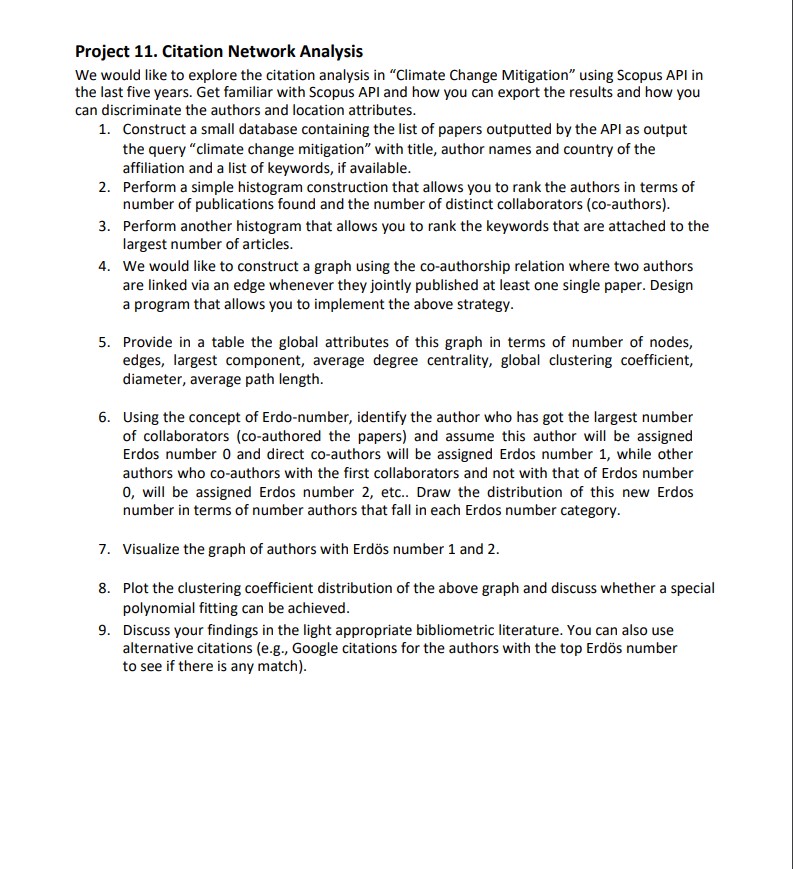 Project 11. Citation Network Analysis
We would like to explore the citation analysis in “Climate Change Mitigation” using Scopus API in
the last five years. Get familiar with Scopus API and how you can export the results and how you
can discriminate the authors and location attributes.
1. Construct a small database containing the list of papers outputted by the API as output
the query “climate change mitigation” with title, author names and country of the
affiliation and a list of keywords, if available.
2. Perform a simple histogram construction that allows you to rank the authors in terms of
number of publications found and the number of distinct collaborators (co-authors).
3. Perform another histogram that allows you to rank the keywords that are attached to the
largest number of articles.
4. We would like to construct a graph using the co-authorship relation where two authors
are linked via an edge whenever they jointly published at least one single paper. Design
a program that allows you to implement the above strategy.
5. Provide in a table the global attributes of this graph in terms of number of nodes,
edges, largest component, average degree centrality, global clustering coefficient,
diameter, average path length.
6. Using the concept of Erdo-number, identify the author who has got the largest number
of collaborators (co-authored the papers) and assume this author will be assigned
Erdos number 0 and direct co-authors will be assigned Erdos number 1, while other
authors who co-authors with the first collaborators and not with that of Erdos number
0, will be assigned Erdos number 2, etc.. Draw the distribution of this new Erdos
number in terms of number authors that fall in each Erdos number category.
7. Visualize the graph of authors with Erdös number 1 and 2.
8. Plot the clustering coefficient distribution of the above graph and discuss whether a special
polynomial fitting can be achieved.
9. Discuss your findings in the light appropriate bibliometric literature. You can also use
alternative citations (e.g., Google citations for the authors with the top Erdös number
to see if there is any match).